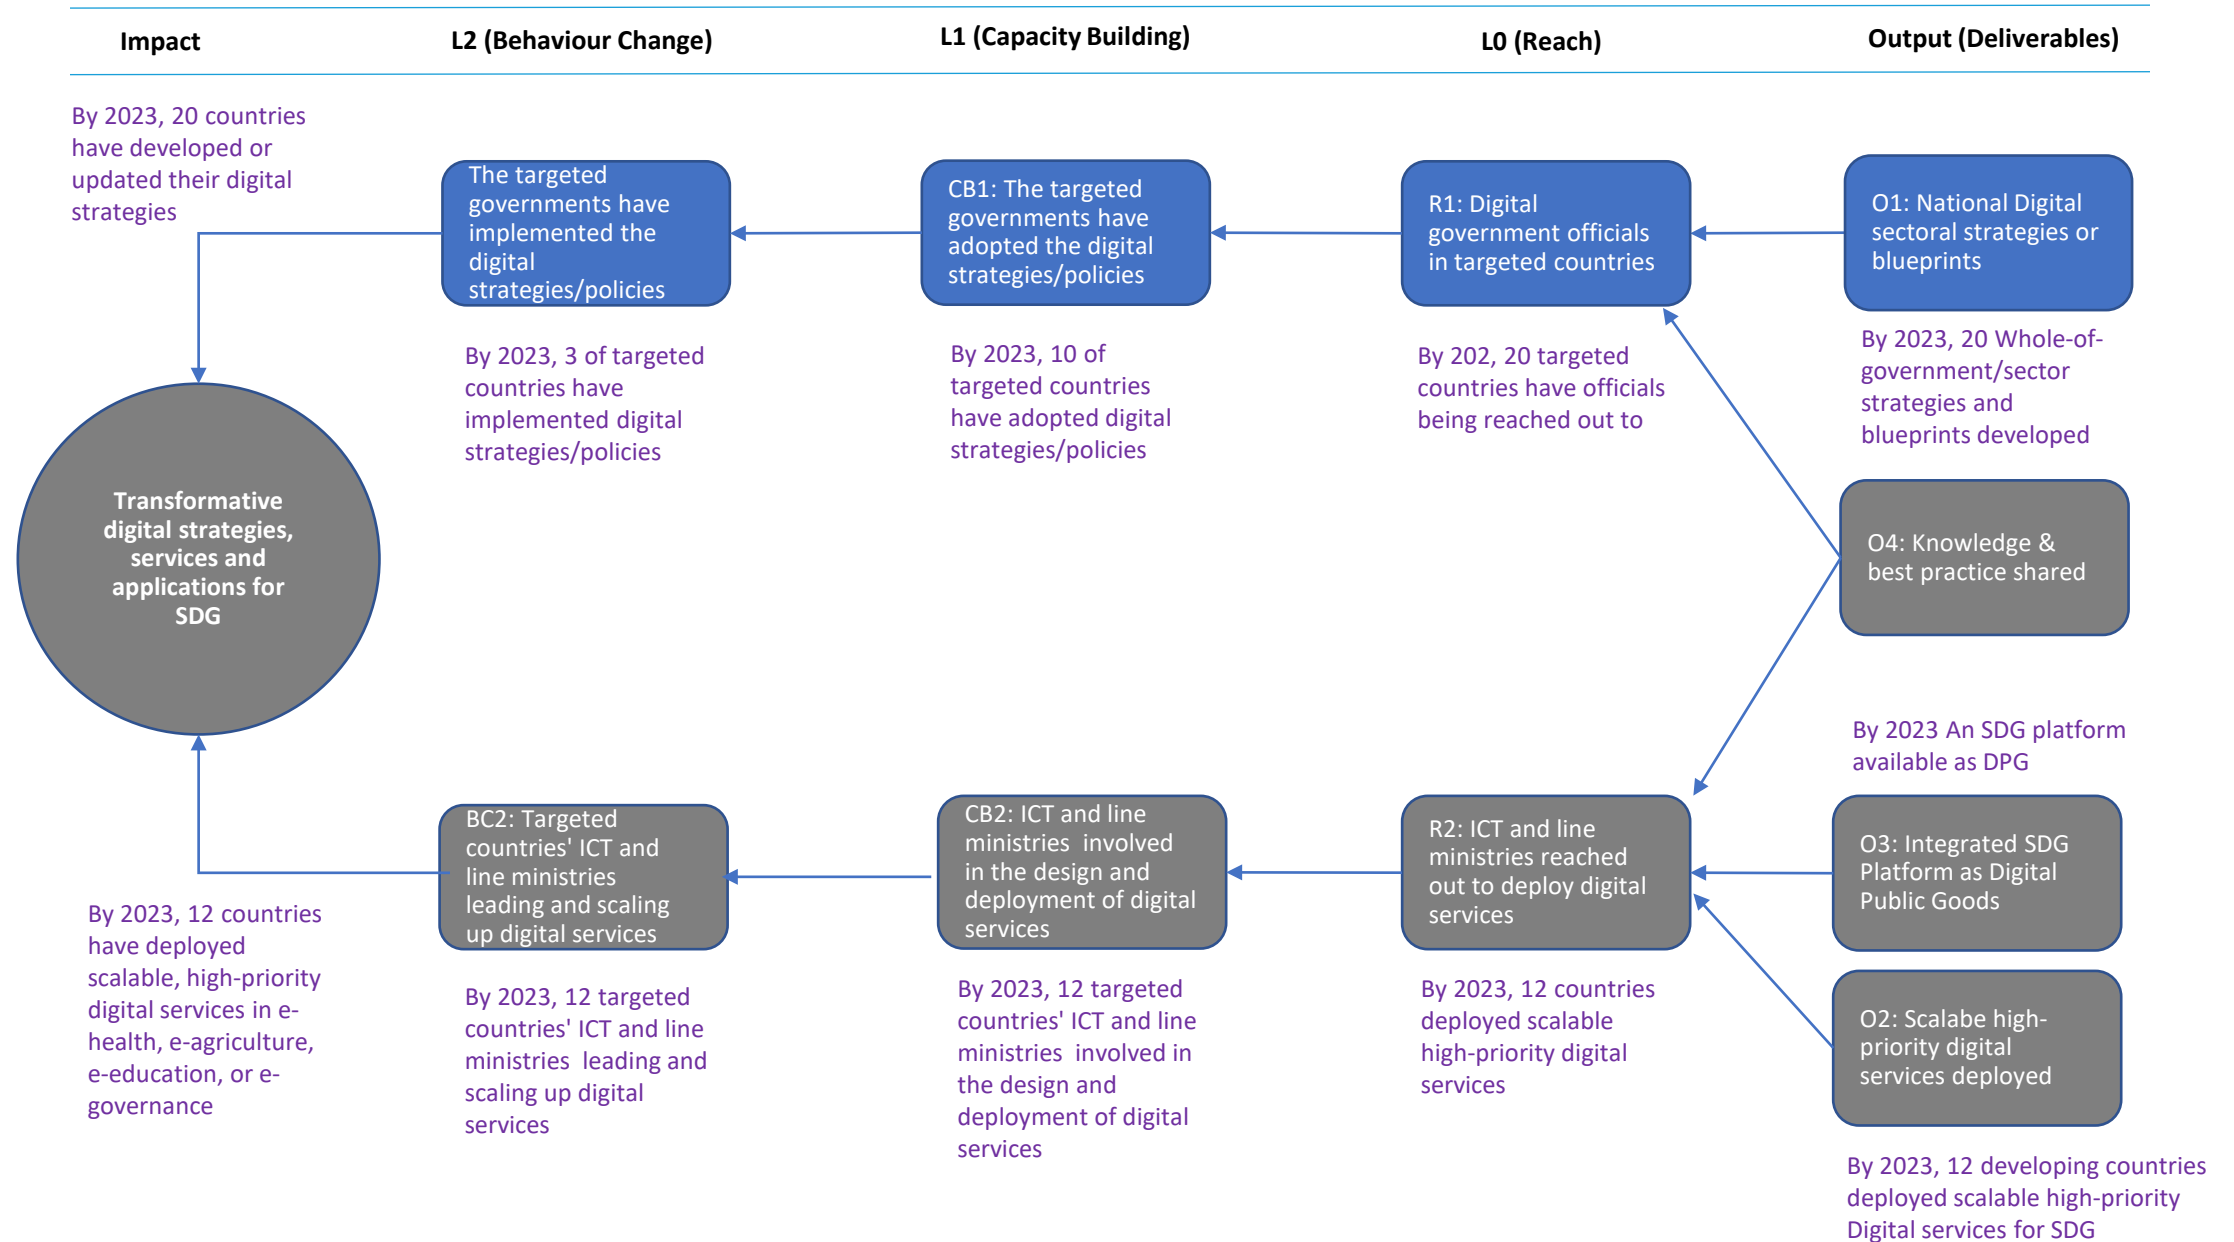 Impact
L2 (Behaviour Change)
L1 (Capacity Building)
L0 (Reach)
Output (Deliverables)
By 2023, 20 countries
have developed or
updated their digital
strategies
The targeted
governments have
implemented the
digital
strategies/policies
CB1: The targeted
governments have
adopted the digital
strategies/policies
R1: Digital
government officials
in targeted countries
O1: National Digital
sectoral strategies or
blueprints
By 2023, 3 of targeted
countries have
implemented digital
strategies/policies
By 2023, 10 of
targeted countries
have adopted digital
strategies/policies
By 202, 20 targeted
countries have officials
being reached out to
By 2023, 20 Whole-of-
government/sector
strategies and
blueprints developed
Transformative
digital strategies,
services and
applications for
SDG
O4: Knowledge &
best practice shared
By 2023 An SDG platform
available as DPG
BC2: Targeted
countries' ICT and
line ministries
leading and scaling
up digital services
CB2: ICT and line
ministries  involved
in the design and
deployment of digital
services
R2: ICT and line
ministries reached
out to deploy digital
services
O3: Integrated SDG
Platform as Digital
Public Goods
By 2023, 12 countries
have deployed
scalable, high-priority
digital services in e-
health, e-agriculture,
e-education, or e-
governance
By 2023, 12 targeted
countries' ICT and line
ministries  leading and
scaling up digital
services
By 2023, 12 targeted
countries' ICT and line
ministries  involved in
the design and
deployment of digital
services
By 2023, 12 countries
deployed scalable
high-priority digital
services
O2: Scalabe high-
priority digital
services deployed
By 2023, 12 developing countries
deployed scalable high-priority
Digital services for SDG